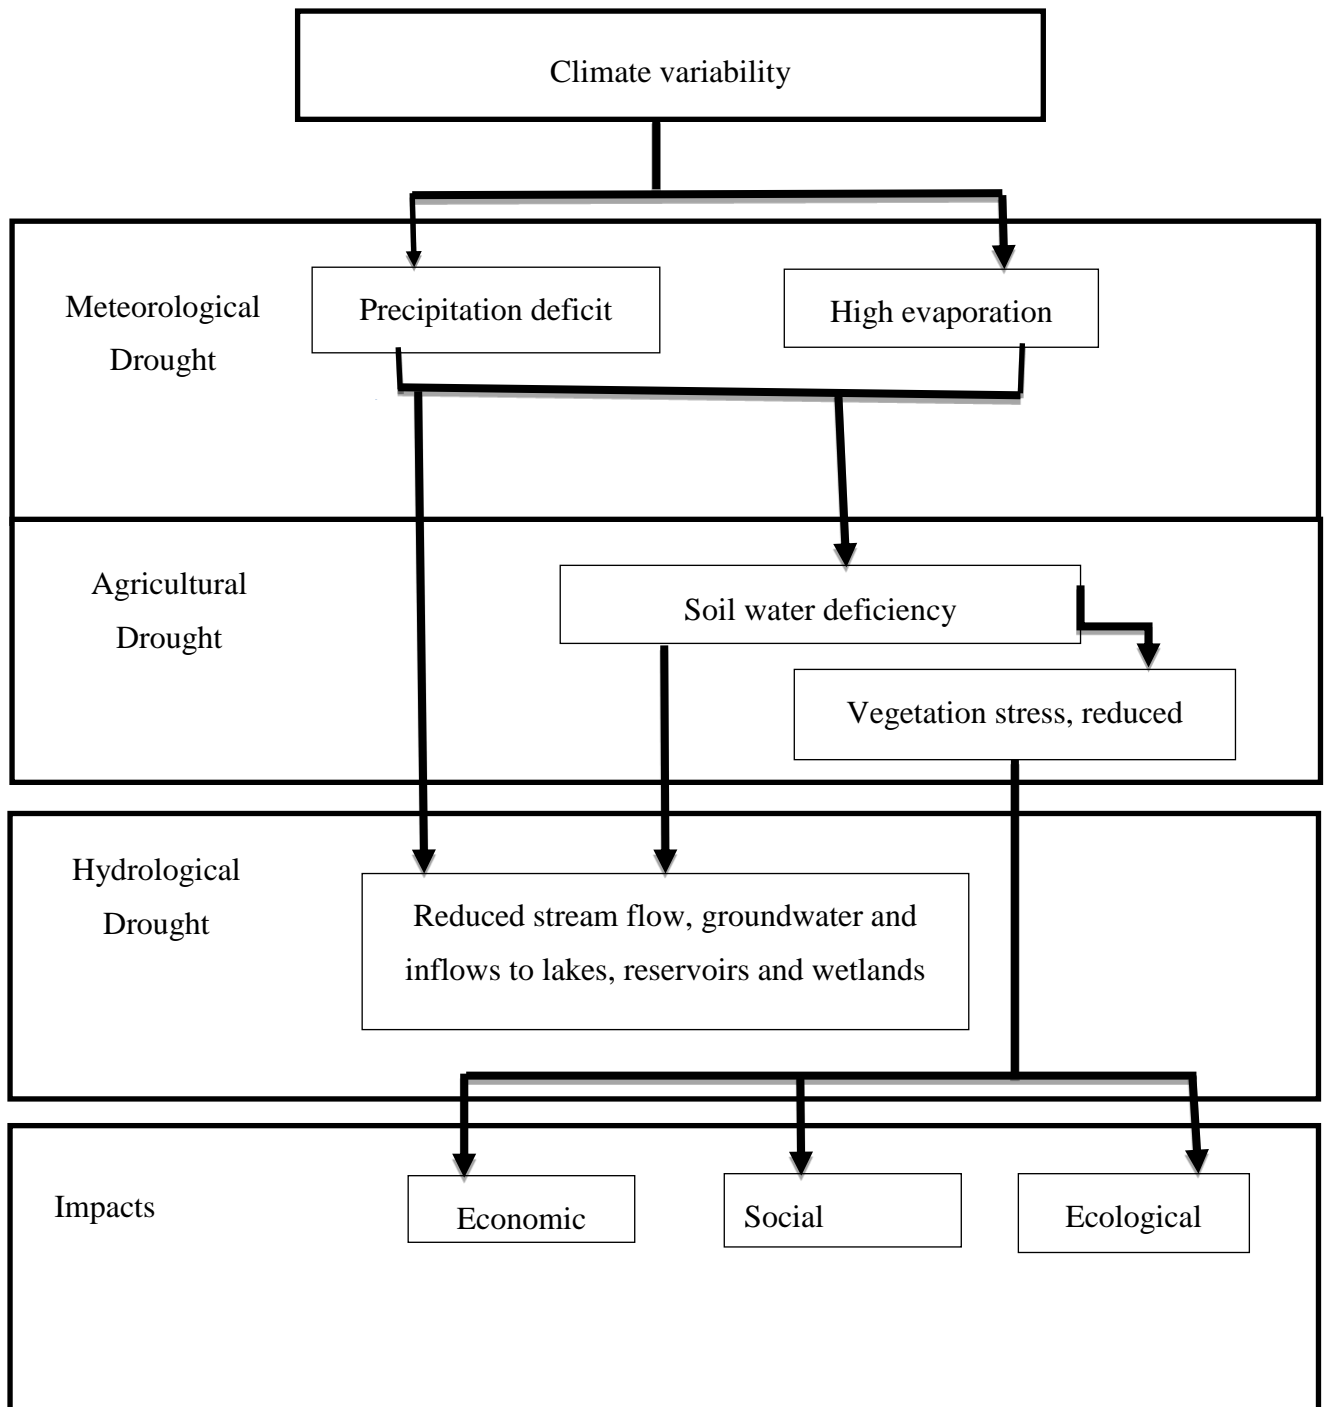 Climate variability
Meteorological
Drought
Precipitation deficit
High evaporation
Agricultural
Drought
Soil water deficiency
Vegetation stress, reduced
Hydrological
Drought
Reduced stream flow, groundwater and
inflows to lakes, reservoirs and wetlands
Impacts
Economic
Social
Ecological